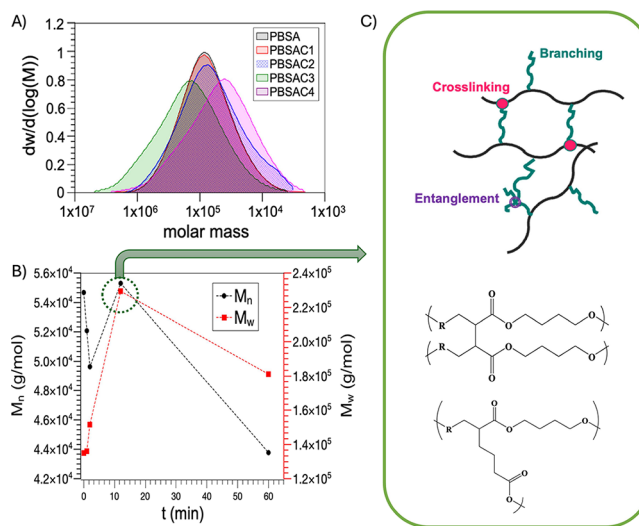 A)
dw/d(log(M))
1.2
1
0.8
0.6
0.4
0.2
0
PBSA
PBSAC1
PBSAC2
PBSAC3
PBSAC4
1x10⁷ 1x10⁶ 1x10⁵ 1x10⁴ 1x10³
molar mass
B)
Mₙ (g/mol)
5.6x10⁴
5.4x10⁴
5.2x10⁴
5.0x10⁴
4.8x10⁴
4.6x10⁴
4.4x10⁴
4.2x10⁴
Mₙ
M_w
2.4x10⁵
2.2x10⁵
2.0x10⁵
1.8x10⁵
1.6x10⁵
1.4x10⁵
1.2x10⁵
M_w (g/mol)
0 10 20 30 40 50 60
t (min)
C)
Branching
Crosslinking
Entanglement
O
R O O
R O O
O
O
R O O
O
O